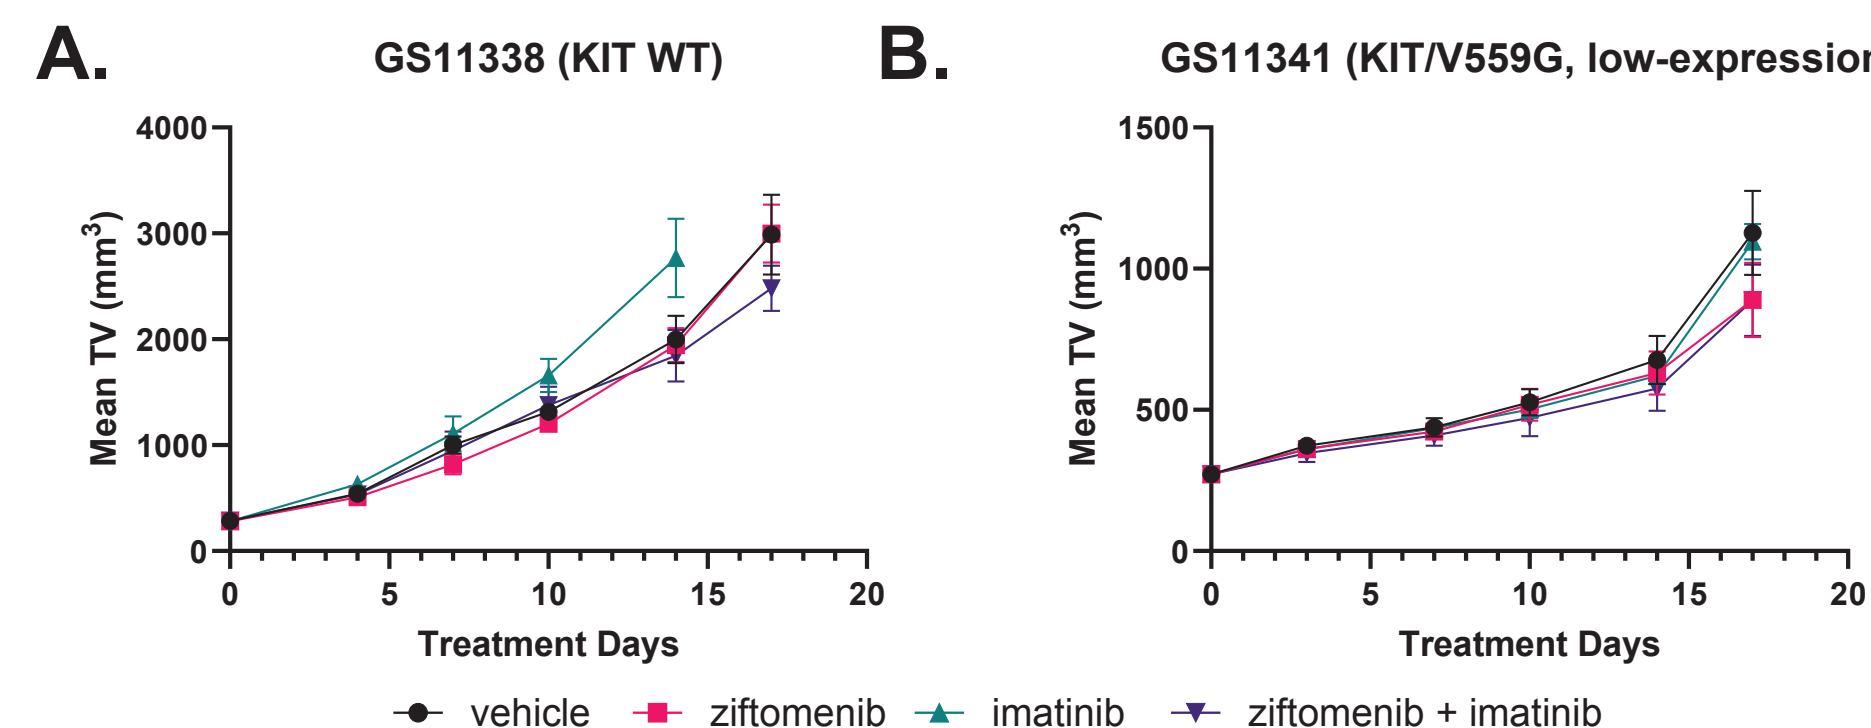 A.
GS11338 (KIT WT)
4000
3000
2000
1000
0
Mean TV (mm³)
0 5 10 15 20
Treatment Days
B.
GS11341 (KIT/V559G, low-expression
1500
1000
500
0
Mean TV (mm³)
0 5 10 15 20
Treatment Days
vehicle ziftomenib imatinib ziftomenib + imatinib